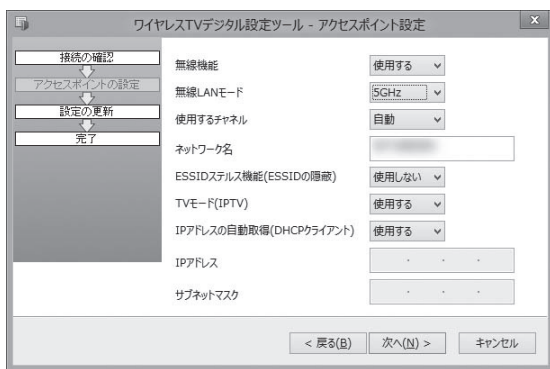 ワイヤレスTVデジタル設定ツール - アクセスポイント設定
x
接続の確認
アクセスポイントの設定
設定の更新
完了
無線機能 使用する
無線LANモード 5GHz
使用するチャネル 自動
ネットワーク名
ESSIDステルス機能(ESSIDの隠蔽) 使用しない
TVモード(IPTV) 使用する
IPアドレスの自動取得(DHCPクライアント) 使用する
IPアドレス . . .
サブネットマスク . . .
< 戻る(B) 次へ(N) > キャンセル